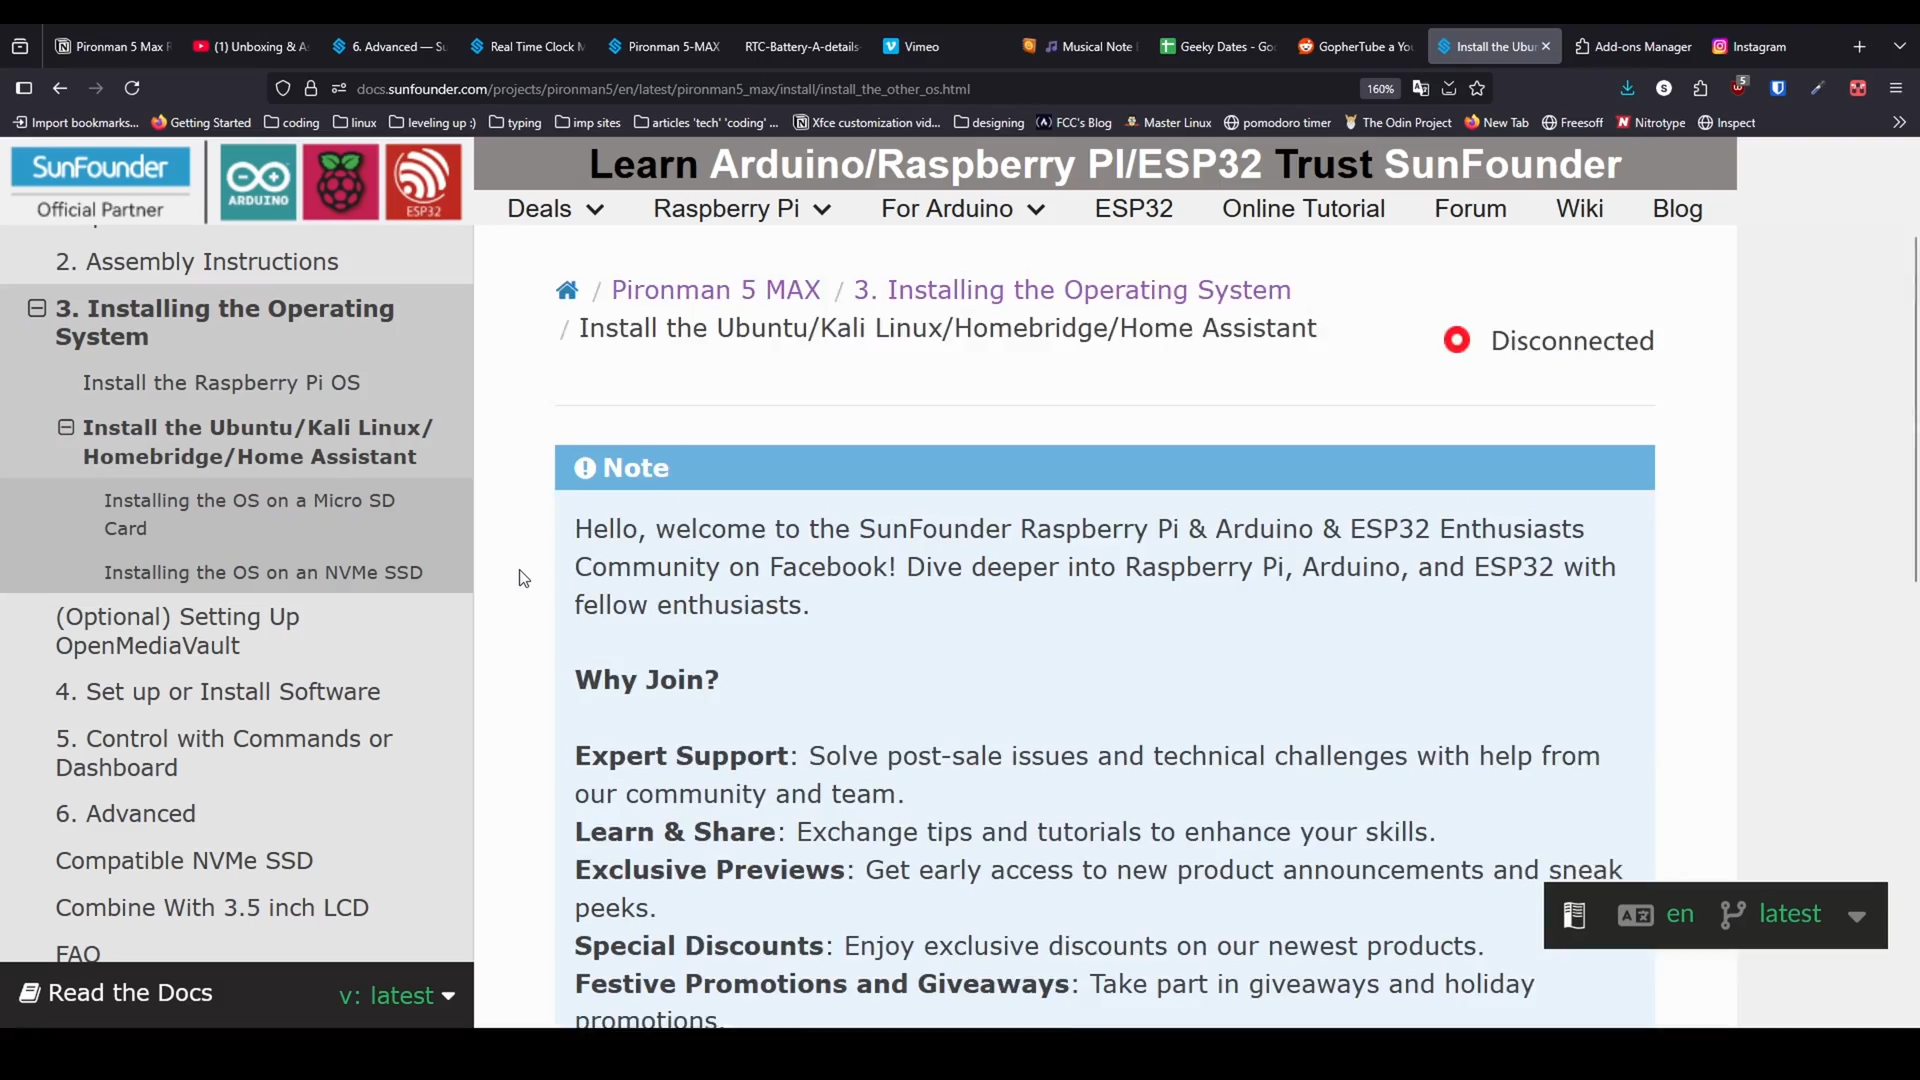 Pironman 5 Max R
(1) Unboxing & As
6. Advanced — Su
Real Time Clock M
Pironman 5-MAX
RTC-Battery-A-details-
Vimeo
Musical Note
Geeky Dates - Goo
GopherTube a You
Install the Ubun
Add-ons Manager
Instagram
docs.sunfounder.com/projects/pironman5/en/latest/pironman5_max/install/install_the_other_os.html
160%
5
Import bookmarks...
Getting Started
coding
linux
leveling up :)
typing
imp sites
articles 'tech' 'coding' ...
Xfce customization vid...
designing
FCC's Blog
Master Linux
pomodoro timer
The Odin Project
New Tab
Freesoff
Nitrotype
Inspect
SunFounder
Official Partner
ARDUINO
ESP32
Learn Arduino/Raspberry PI/ESP32 Trust SunFounder
Deals
Raspberry Pi
For Arduino
ESP32
Online Tutorial
Forum
Wiki
Blog
2. Assembly Instructions
3. Installing the Operating
System
Install the Raspberry Pi OS
Install the Ubuntu/Kali Linux/
Homebridge/Home Assistant
Installing the OS on a Micro SD
Card
Installing the OS on an NVMe SSD
(Optional) Setting Up
OpenMediaVault
4. Set up or Install Software
5. Control with Commands or
Dashboard
6. Advanced
Compatible NVMe SSD
Combine With 3.5 inch LCD
FAQ
Read the Docs
v: latest
/ Pironman 5 MAX / 3. Installing the Operating System
/ Install the Ubuntu/Kali Linux/Homebridge/Home Assistant
Disconnected
Note
Hello, welcome to the SunFounder Raspberry Pi & Arduino & ESP32 Enthusiasts
Community on Facebook! Dive deeper into Raspberry Pi, Arduino, and ESP32 with
fellow enthusiasts.
Why Join?
Expert Support: Solve post-sale issues and technical challenges with help from
our community and team.
Learn & Share: Exchange tips and tutorials to enhance your skills.
Exclusive Previews: Get early access to new product announcements and sneak
peeks.
Special Discounts: Enjoy exclusive discounts on our newest products.
Festive Promotions and Giveaways: Take part in giveaways and holiday
promotions.
en
latest